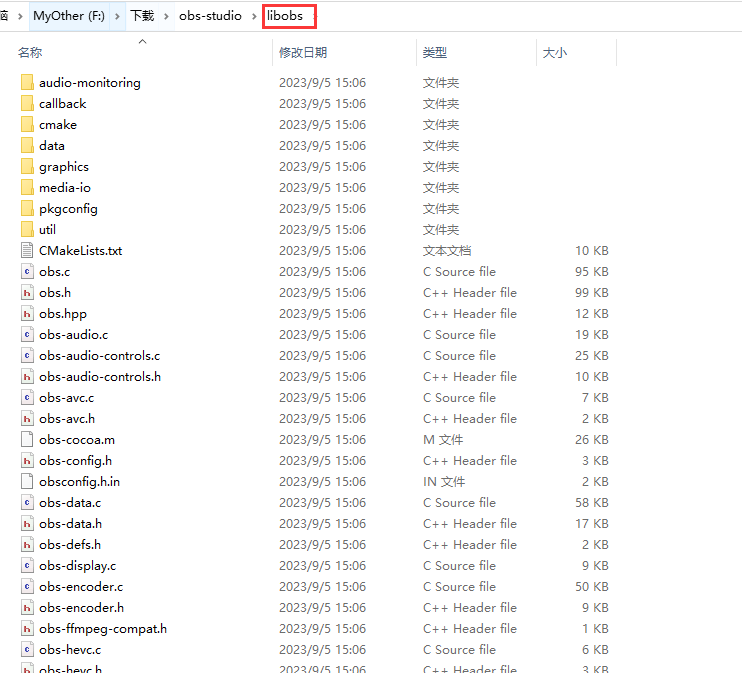 脑 > MyOther (F:) > 下载 > obs-studio > libobs
名称 修改日期 类型 大小
audio-monitoring 2023/9/5 15:06 文件夹
callback 2023/9/5 15:06 文件夹
cmake 2023/9/5 15:06 文件夹
data 2023/9/5 15:06 文件夹
graphics 2023/9/5 15:06 文件夹
media-io 2023/9/5 15:06 文件夹
pkgconfig 2023/9/5 15:06 文件夹
util 2023/9/5 15:06 文件夹
CMakeLists.txt 2023/9/5 15:06 文本文档 10 KB
obs.c 2023/9/5 15:06 C Source file 95 KB
obs.h 2023/9/5 15:06 C++ Header file 99 KB
obs.hpp 2023/9/5 15:06 C++ Header file 12 KB
obs-audio.c 2023/9/5 15:06 C Source file 19 KB
obs-audio-controls.c 2023/9/5 15:06 C Source file 25 KB
obs-audio-controls.h 2023/9/5 15:06 C++ Header file 10 KB
obs-avc.c 2023/9/5 15:06 C Source file 7 KB
obs-avc.h 2023/9/5 15:06 C++ Header file 2 KB
obs-cocoa.m 2023/9/5 15:06 M 文件 26 KB
obs-config.h 2023/9/5 15:06 C++ Header file 3 KB
obsconfig.h.in 2023/9/5 15:06 IN 文件 2 KB
obs-data.c 2023/9/5 15:06 C Source file 58 KB
obs-data.h 2023/9/5 15:06 C++ Header file 17 KB
obs-defs.h 2023/9/5 15:06 C++ Header file 2 KB
obs-display.c 2023/9/5 15:06 C Source file 9 KB
obs-encoder.c 2023/9/5 15:06 C Source file 50 KB
obs-encoder.h 2023/9/5 15:06 C++ Header file 9 KB
obs-ffmpeg-compat.h 2023/9/5 15:06 C++ Header file 1 KB
obs-hevc.c 2023/9/5 15:06 C Source file 6 KB
obs-hevc.h 2023/9/5 15:06 C++ Header file 3 KB